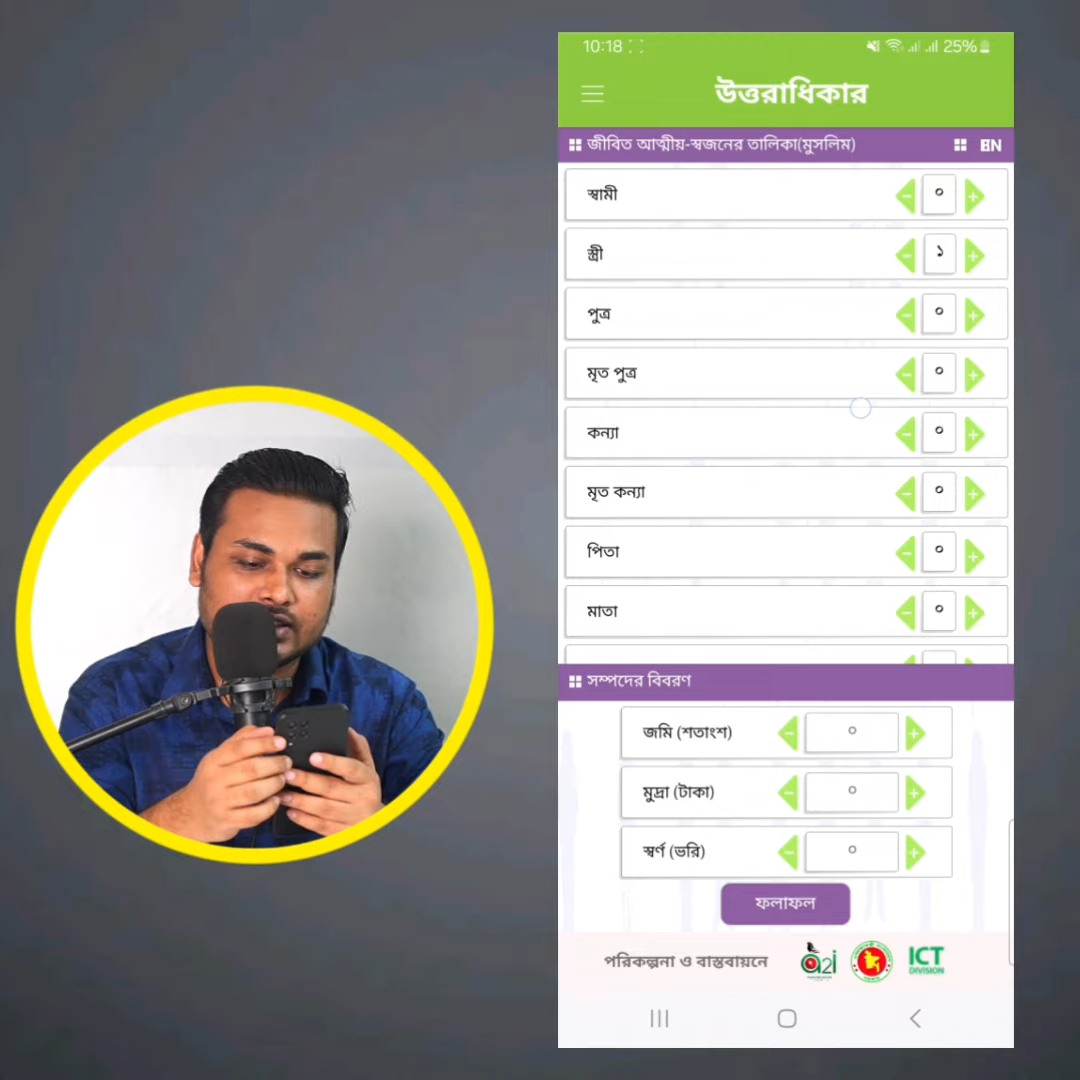 10:18
25%
উত্তরাধিকার
জীবিত আত্মীয়-স্বজনের তালিকা(মুসলিম)
EN
স্বামী
০
স্ত্রী
১
পুত্র
০
মৃত পুত্র
০
কন্যা
০
মৃত কন্যা
০
পিতা
০
মাতা
০
সম্পদের বিবরণ
জমি (শতাংশ)
০
মুদ্রা (টাকা)
০
স্বর্ণ (ভরি)
০
ফলাফল
পরিকল্পনা ও বাস্তবায়নে
a2i
ICT
DIVISION